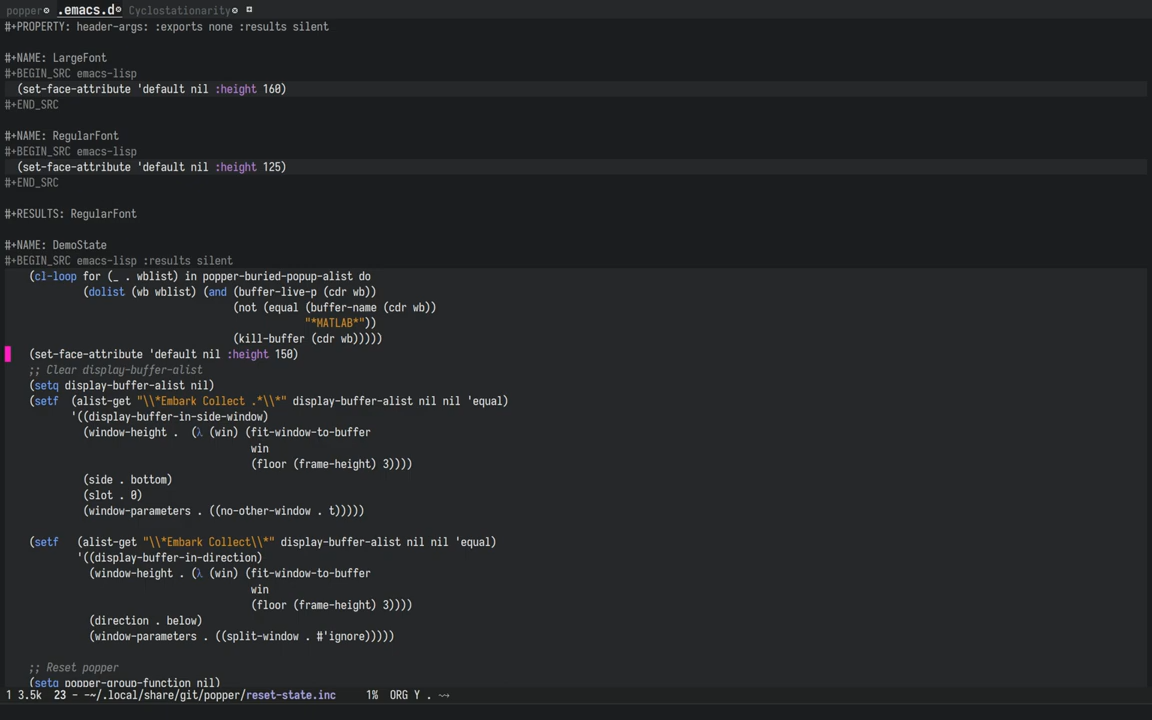 popper .emacs.d Cyclostationarity
#+PROPERTY: header-args: :exports none :results silent
#+NAME: LargeFont
#+BEGIN_SRC emacs-lisp
(set-face-attribute 'default nil :height 160)
#+END_SRC
#+NAME: RegularFont
#+BEGIN_SRC emacs-lisp
(set-face-attribute 'default nil :height 125)
#+END_SRC
#+RESULTS: RegularFont
#+NAME: DemoState
#+BEGIN_SRC emacs-lisp :results silent
(cl-loop for (_ . wblist) in popper-buried-popup-alist do
(dolist (wb wblist) (and (buffer-live-p (cdr wb))
(not (equal (buffer-name (cdr wb))
"*MATLAB*"))
(kill-buffer (cdr wb)))))
(set-face-attribute 'default nil :height 150)
;; Clear display-buffer-alist
(setq display-buffer-alist nil)
(setf (alist-get "\\*Embark Collect .*\\*" display-buffer-alist nil nil 'equal)
'((display-buffer-in-side-window)
(window-height . (λ (win) (fit-window-to-buffer
win
(floor (frame-height) 3))))
(side . bottom)
(slot . 0)
(window-parameters . ((no-other-window . t)))))
(setf (alist-get "\\*Embark Collect\\*" display-buffer-alist nil nil 'equal)
'((display-buffer-in-direction)
(window-height . (λ (win) (fit-window-to-buffer
win
(floor (frame-height) 3))))
(direction . below)
(window-parameters . ((split-window . #'ignore)))))
;; Reset popper
(setq popper-group-function nil)
1 3.5k 23 - ~/.local/share/git/popper/reset-state.inc 1% ORG Y .